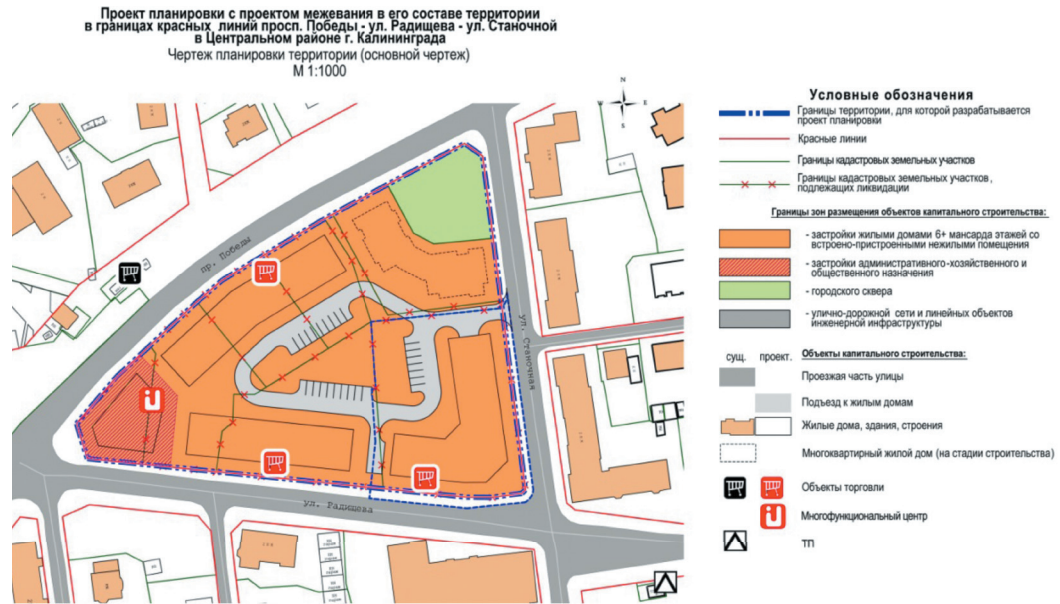 Проект планировки с проектом межевания в его составе территории
в границах красных линий просп. Победы - ул. Радищева - ул. Станочной
в Центральном районе г. Калининграда
Чертеж планировки территории (основной чертеж)
М 1:1000
N
W
E
S
пр. Победы
ул. Станочная
ул. Радищева
Условные обозначения
Границы территории, для которой разрабатывается
проект планировки
Красные линии
Границы кадастровых земельных участков
Границы кадастровых земельных участков,
подлежащих ликвидации
Границы зон размещения объектов капитального строительства:
- застройки жилыми домами 6+ мансарда этажей со
встроено-пристроенными нежилыми помещения
- застройки административного-хозяйственного и
общественного назначения
- городского сквера
- улично-дорожной сети и линейных объектов
инженерной инфраструктуры
сущ. проект. Объекты капитального строительства:
Проезжая часть улицы
Подъезд к жилым домам
Жилые дома, здания, строения
Многоквартирный жилой дом (на стадии строительства)
Объекты торговли
Многофункциональный центр
ТП